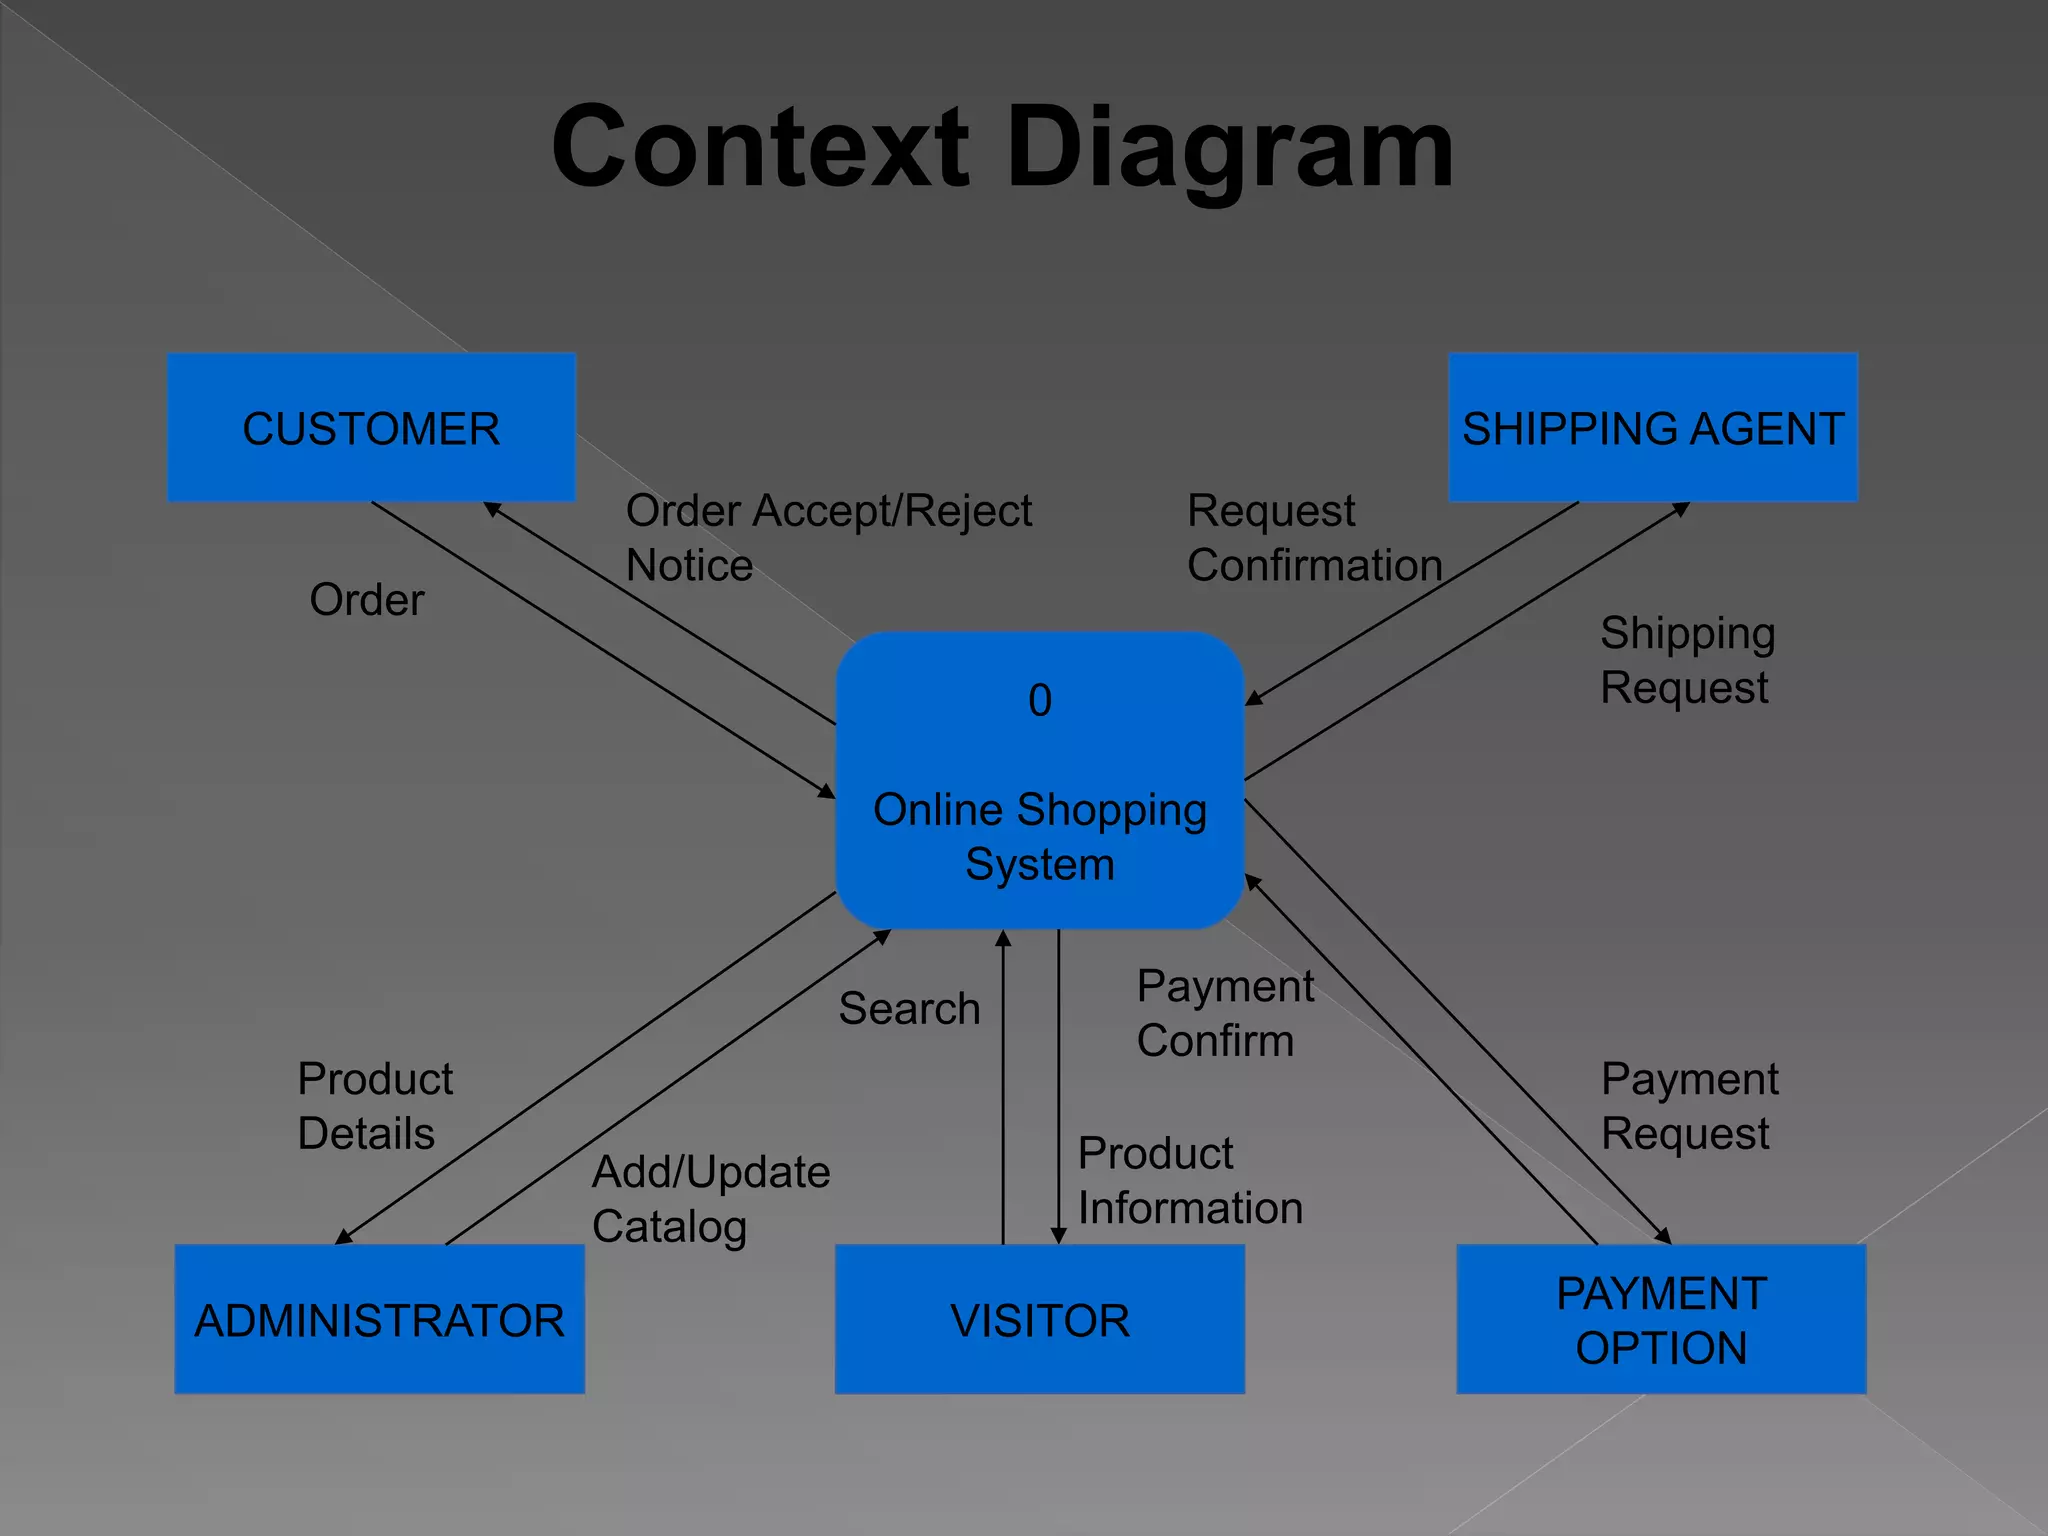 Context Diagram
CUSTOMER
SHIPPING AGENT
Order Accept/Reject
Notice
Request
Confirmation
Order
Shipping
Request
0
Online Shopping
System
Search
Payment
Confirm
Product
Details
Payment
Request
Add/Update
Catalog
Product
Information
ADMINISTRATOR
VISITOR
PAYMENT
OPTION